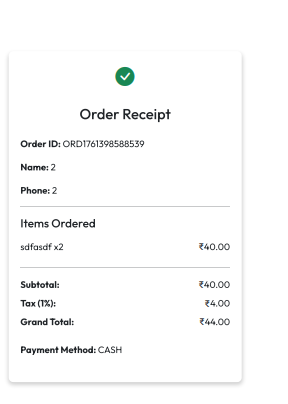 Order Receipt
Order ID: ORD1761398588539
Name: 2
Phone: 2
Items Ordered
sdfasdf x2 ₹40.00
Subtotal: ₹40.00
Tax (1%): ₹4.00
Grand Total: ₹44.00
Payment Method: CASH